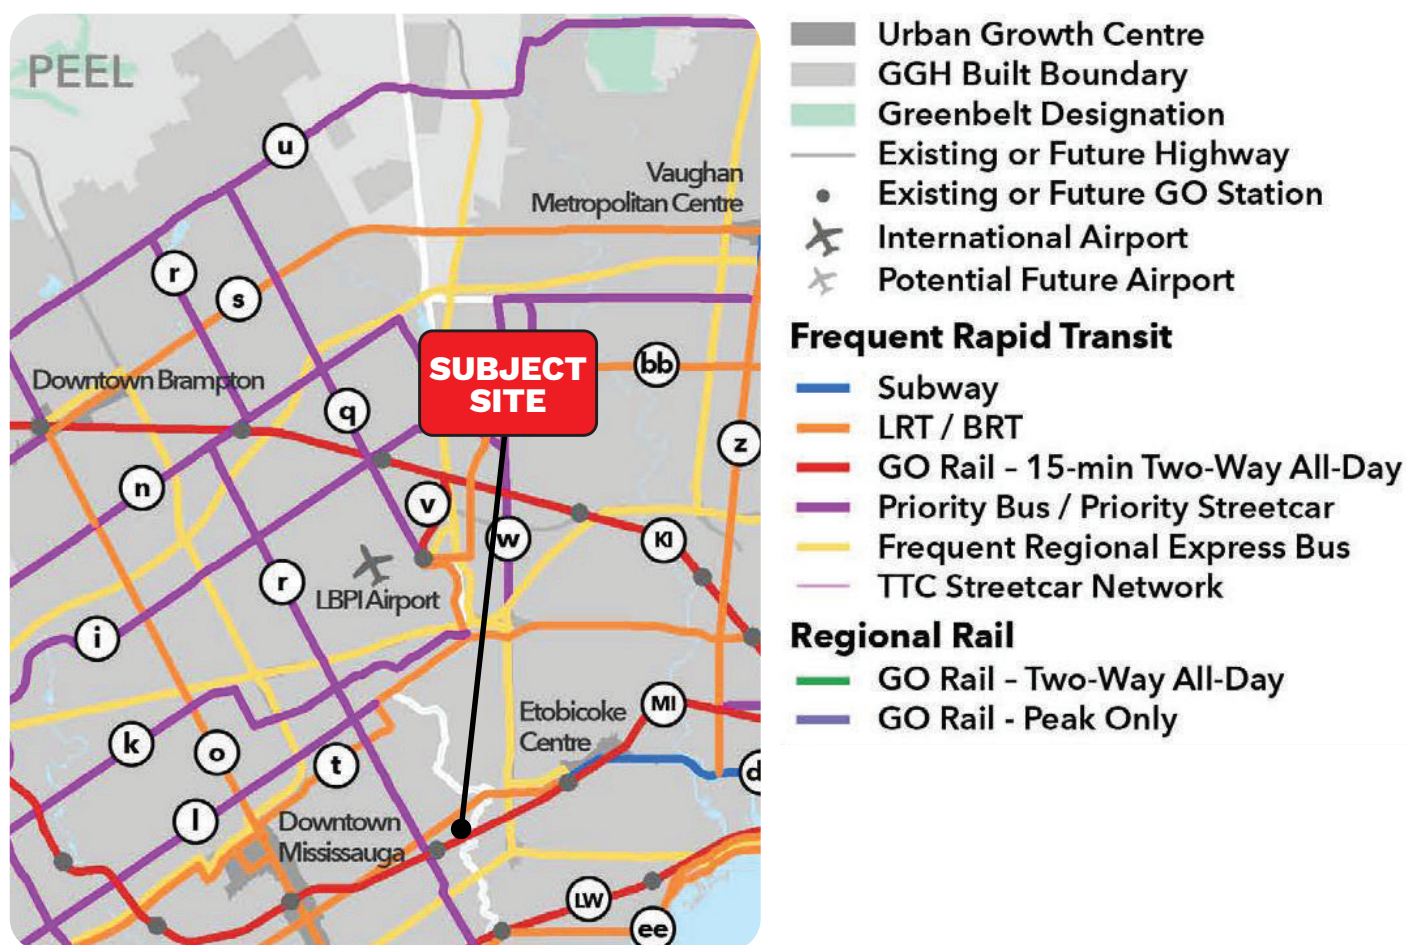 PEEL
u
Vaughan
Metropolitan Centre
r
s
SUBJECT
SITE
bb
Downtown Brampton
q
z
n
v
w
KI
r
LBPI Airport
i
MI
Etobicoke
Centre
k
o
t
d
l
Downtown
Mississauga
LW
ee
Urban Growth Centre
GGH Built Boundary
Greenbelt Designation
Existing or Future Highway
Existing or Future GO Station
International Airport
Potential Future Airport
Frequent Rapid Transit
Subway
LRT / BRT
GO Rail – 15-min Two-Way All-Day
Priority Bus / Priority Streetcar
Frequent Regional Express Bus
TTC Streetcar Network
Regional Rail
GO Rail – Two-Way All-Day
GO Rail - Peak Only